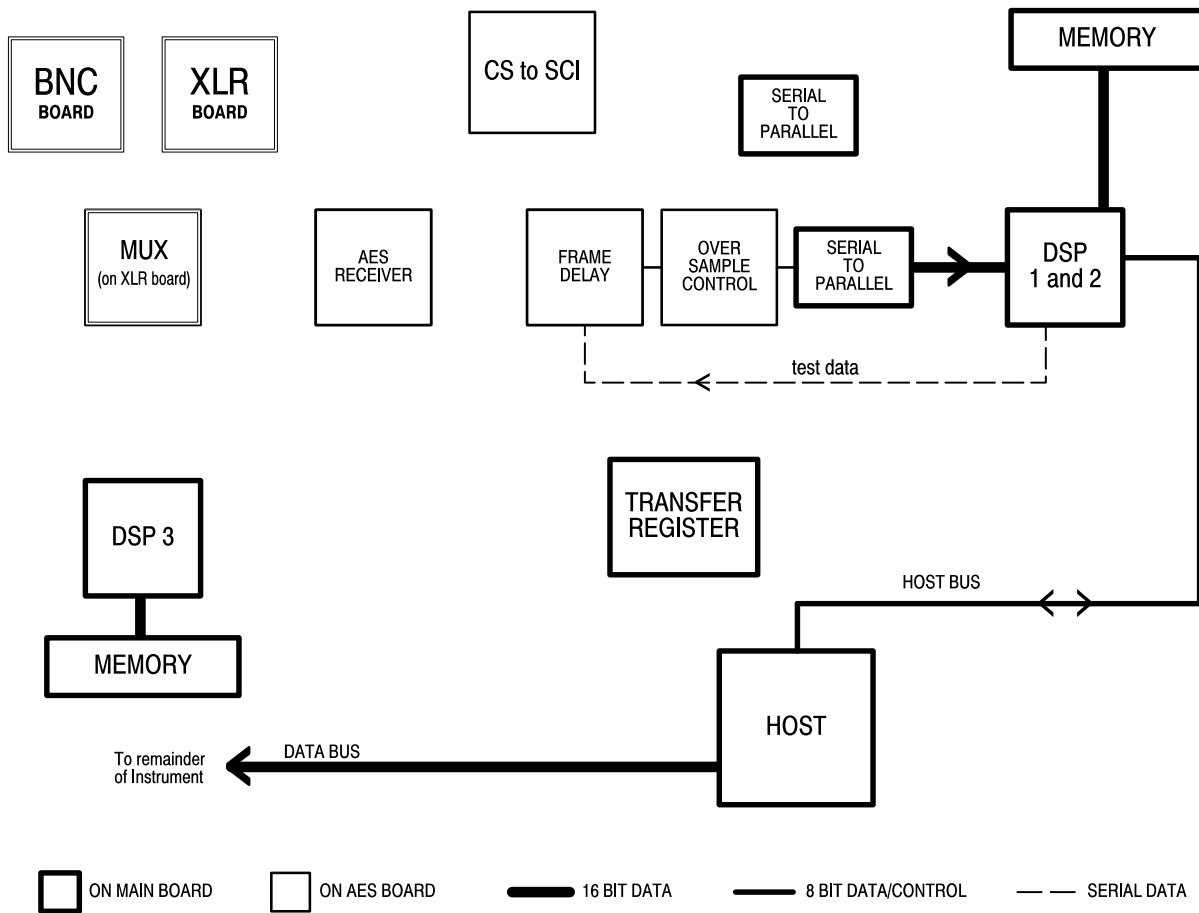 BNC
BOARD
XLR
BOARD
CS to SCI
SERIAL
TO
PARALLEL
MEMORY
MUX
(on XLR board)
AES
RECEIVER
FRAME
DELAY
OVER
SAMPLE
CONTROL
SERIAL
TO
PARALLEL
DSP
1 and 2
test data
DSP 3
TRANSFER
REGISTER
HOST BUS
MEMORY
HOST
To remainder
of Instrument
DATA BUS
ON MAIN BOARD
ON AES BOARD
16 BIT DATA
8 BIT DATA/CONTROL
SERIAL DATA